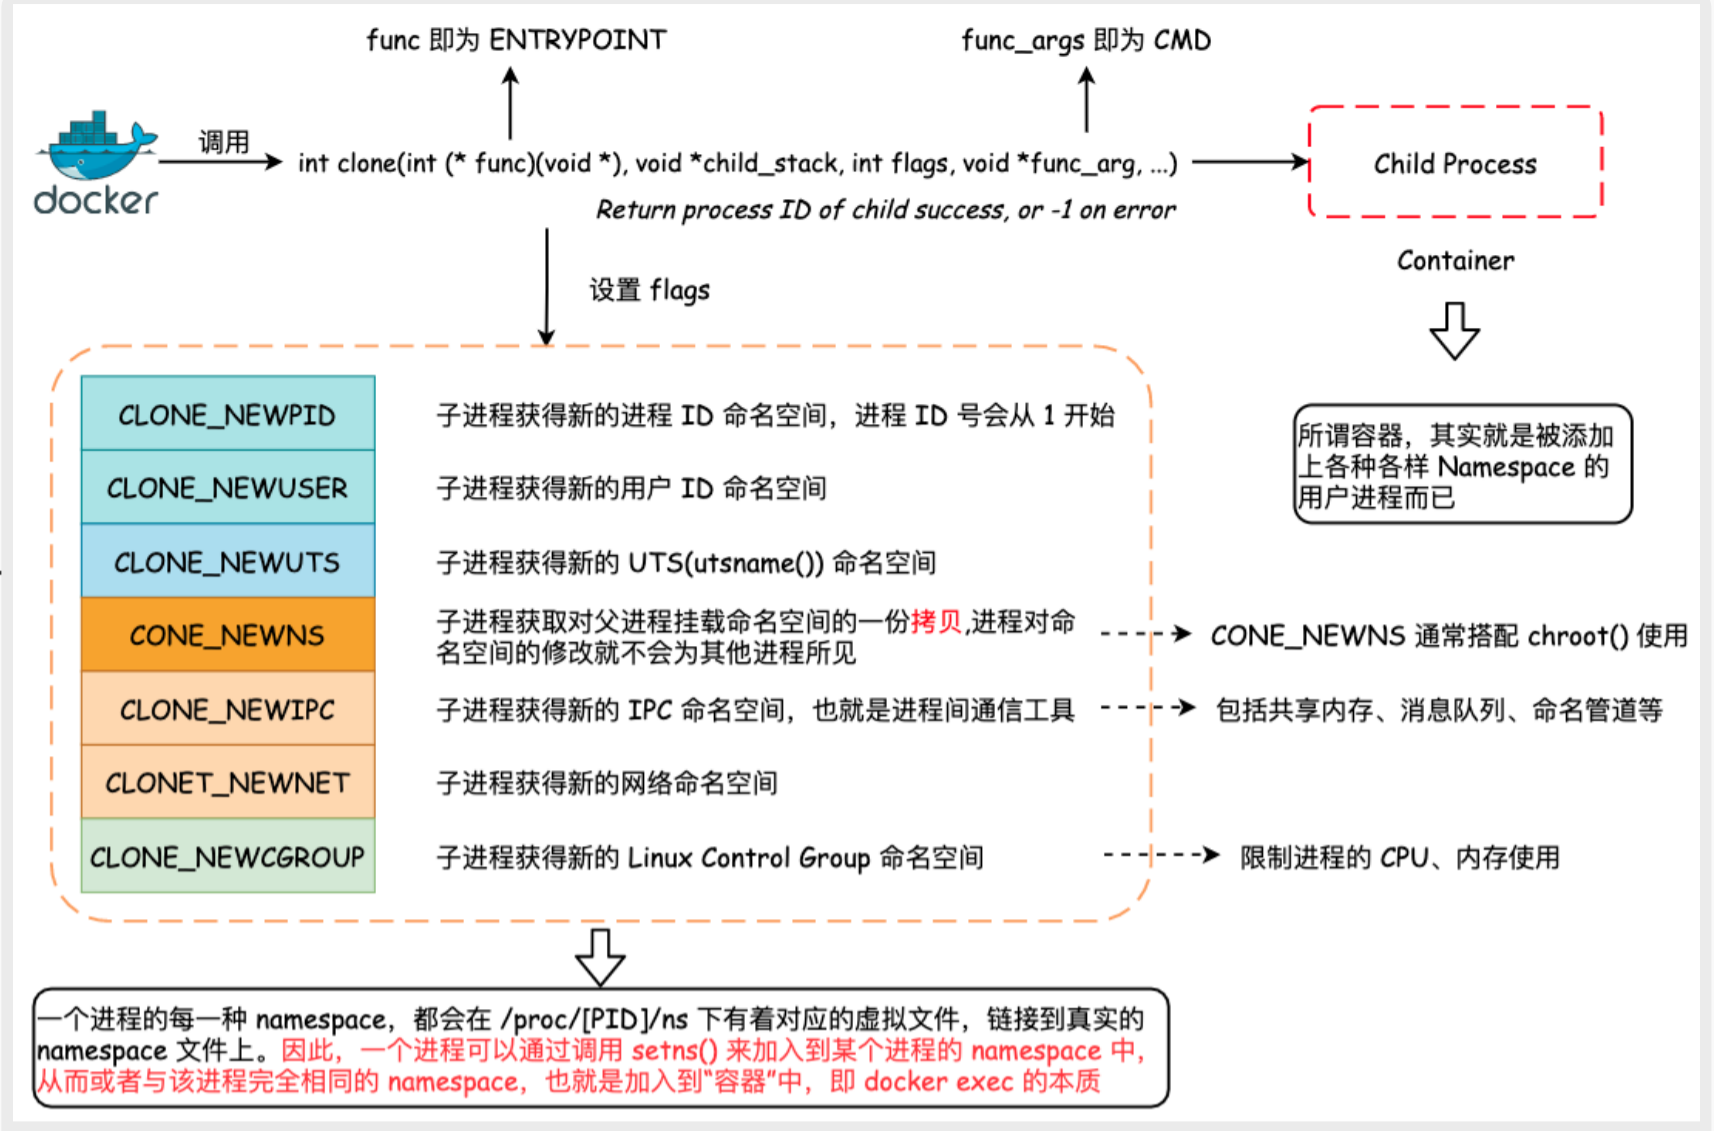 func 即为 ENTRYPOINT
func_args 即为 CMD
docker
调用
int clone(int (* func)(void *), void *child_stack, int flags, void *func_arg, ...)
Return process ID of child success, or -1 on error
Child Process
Container
设置 flags
所谓容器，其实就是被添加
上各种各样 Namespace 的
用户进程而已
CLONE_NEWPID
子进程获得新的进程 ID 命名空间，进程 ID 号会从 1 开始
CLONE_NEWUSER
子进程获得新的用户 ID 命名空间
CLONE_NEWUTS
子进程获得新的 UTS(utsname()) 命名空间
CONE_NEWNS
子进程获取对父进程挂载命名空间的一份拷贝,进程对命
名空间的修改就不会为其他进程所见
CONE_NEWNS 通常搭配 chroot() 使用
CLONE_NEWIPC
子进程获得新的 IPC 命名空间，也就是进程间通信工具
包括共享内存、消息队列、命名管道等
CLONET_NEWNET
子进程获得新的网络命名空间
CLONE_NEWCGROUP
子进程获得新的 Linux Control Group 命名空间
限制进程的 CPU、内存使用
一个进程的每一种 namespace，都会在 /proc/[PID]/ns 下有着对应的虚拟文件，链接到真实的
namespace 文件上。因此，一个进程可以通过调用 setns() 来加入到某个进程的 namespace 中，
从而或者与该进程完全相同的 namespace，也就是加入到“容器”中，即 docker exec 的本质